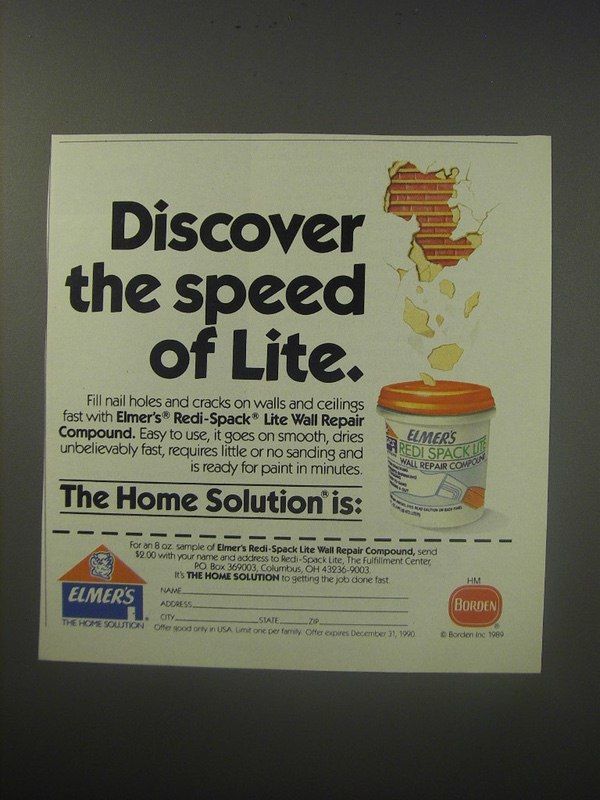 Discover
the speed
of Lite.
Fill nail holes and cracks on walls and ceilings
fast with Elmer's® Redi-Spack® Lite Wall Repair
Compound. Easy to use, it goes on smooth, dries
unbelievably fast, requires little or no sanding and
is ready for paint in minutes.
The Home Solution® is:
ELMER'S
REDI SPACK LITE
WALL REPAIR COMPOUND
For an 8 oz. sample of Elmer's Redi-Spack Lite Wall Repair Compound, send
$2.00 with your name and address to Redi-Spack Lite, The Fulfillment Center,
P.O. Box 369003, Columbus, OH 43236-9003.
It's THE HOME SOLUTION to getting the job done fast.
NAME
ADDRESS
CITY STATE ZIP
Offer good only in USA. Limit one per family. Offer expires December 31, 1990.
ELMER'S
THE HOME SOLUTION®
HM
BORDEN
®
© Borden Inc 1989